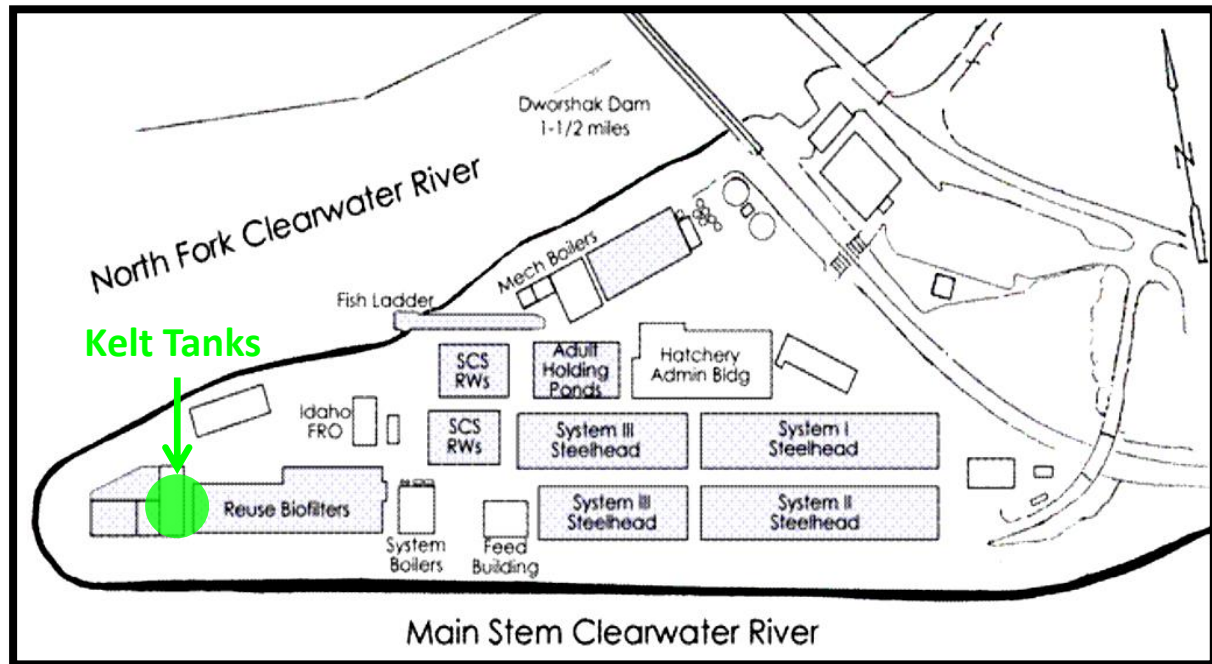 Dworshak Dam
1-1/2 miles
North Fork Clearwater River
N
Mech Boilers
Fish Ladder
Kelt Tanks
SCS
RWs
Adult
Holding
Ponds
Hatchery
Admin Bldg
Idaho
FRO
SCS
RWs
System III
Steelhead
System I
Steelhead
Reuse Biofilters
System III
Steelhead
System II
Steelhead
System
Boilers
Feed
Building
Main Stem Clearwater River